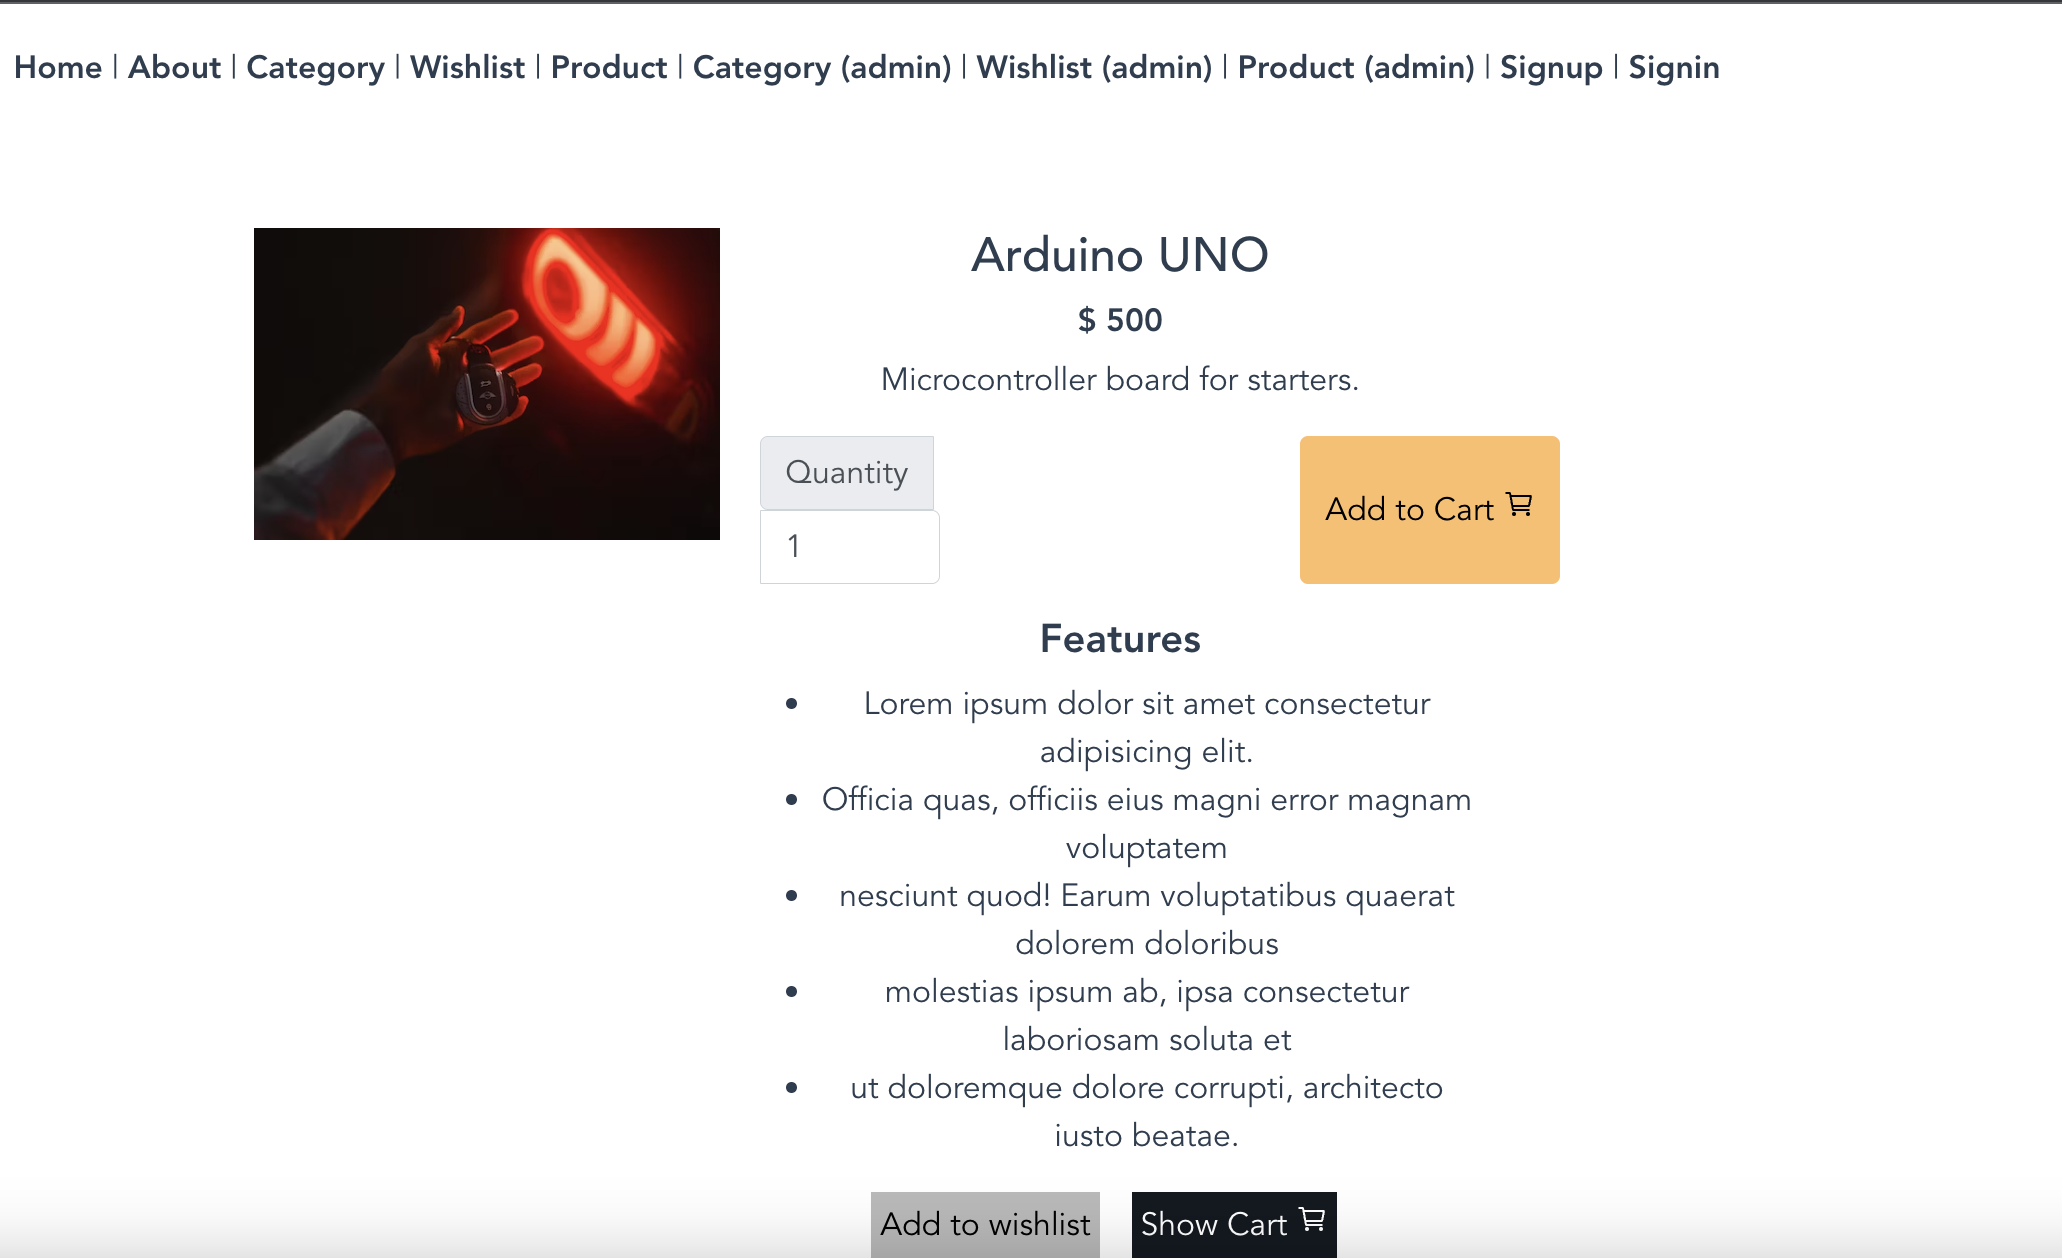 Home | About | Category | Wishlist | Product | Category (admin) | Wishlist (admin) | Product (admin) | Signup | Signin
Arduino UNO
$ 500
Microcontroller board for starters.
Quantity
1
Add to Cart
Features
• Lorem ipsum dolor sit amet consectetur
adipisicing elit.
• Officia quas, officiis eius magni error magnam
voluptatem
• nesciunt quod! Earum voluptatibus quaerat
dolorem doloribus
• molestias ipsum ab, ipsa consectetur
laboriosam soluta et
• ut doloremque dolore corrupti, architecto
iusto beatae.
Add to wishlist
Show Cart